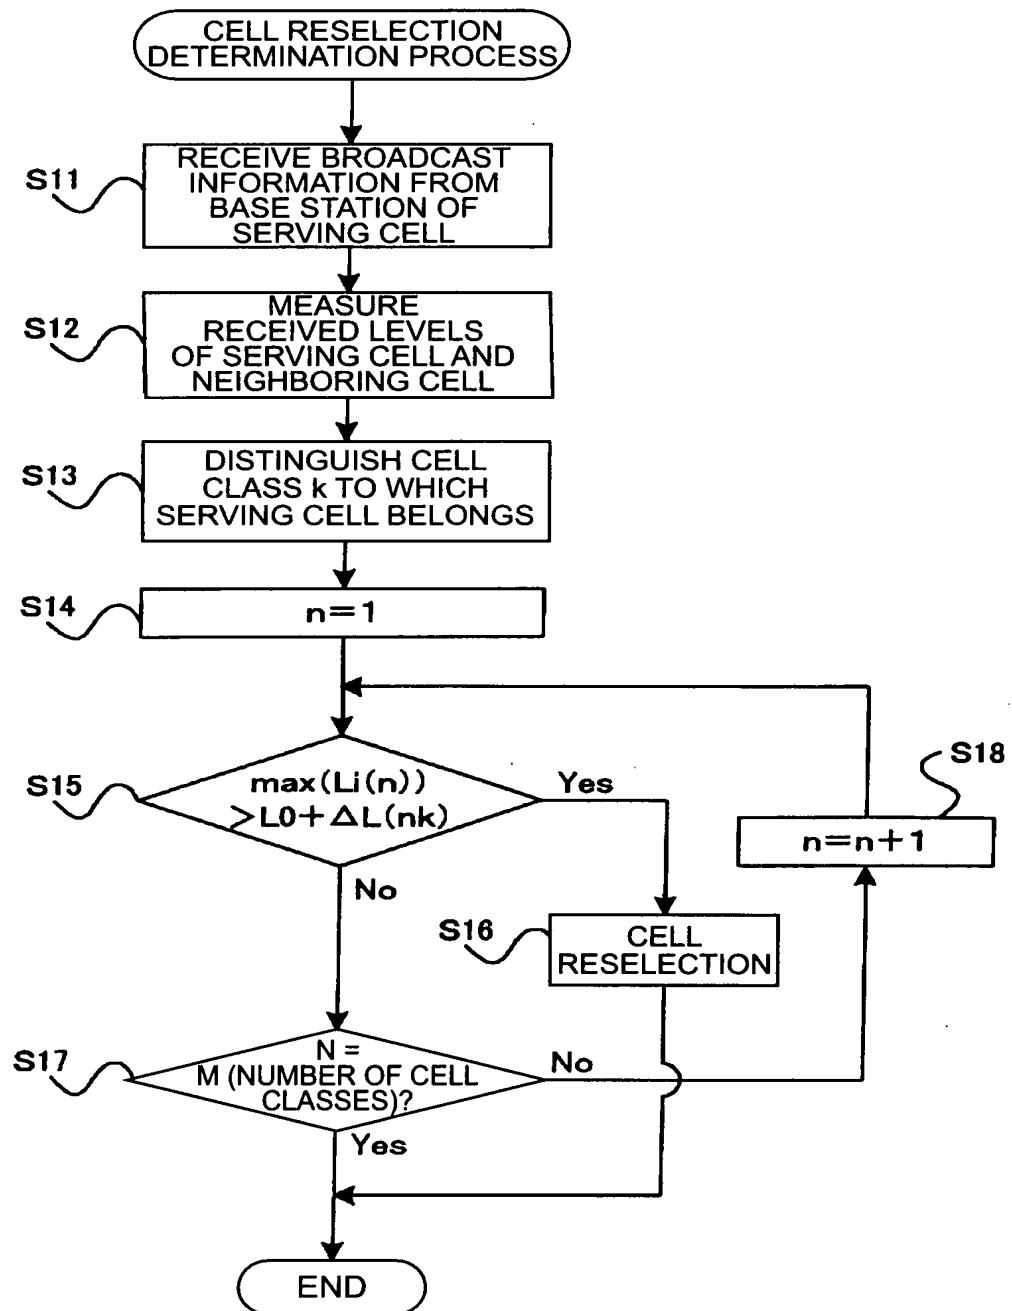 CELL RESELECTION
DETERMINATION PROCESS
S11
RECEIVE BROADCAST
INFORMATION FROM
BASE STATION OF
SERVING CELL
S12
MEASURE
RECEIVED LEVELS
OF SERVING CELL AND
NEIGHBORING CELL
S13
DISTINGUISH CELL
CLASS k TO WHICH
SERVING CELL BELONGS
S14
n=1
S15
max(Li(n))
>L0+ΔL(nk)
Yes
No
S18
n=n+1
S16
CELL
RESELECTION
S17
N =
M (NUMBER OF CELL
CLASSES)?
No
Yes
END